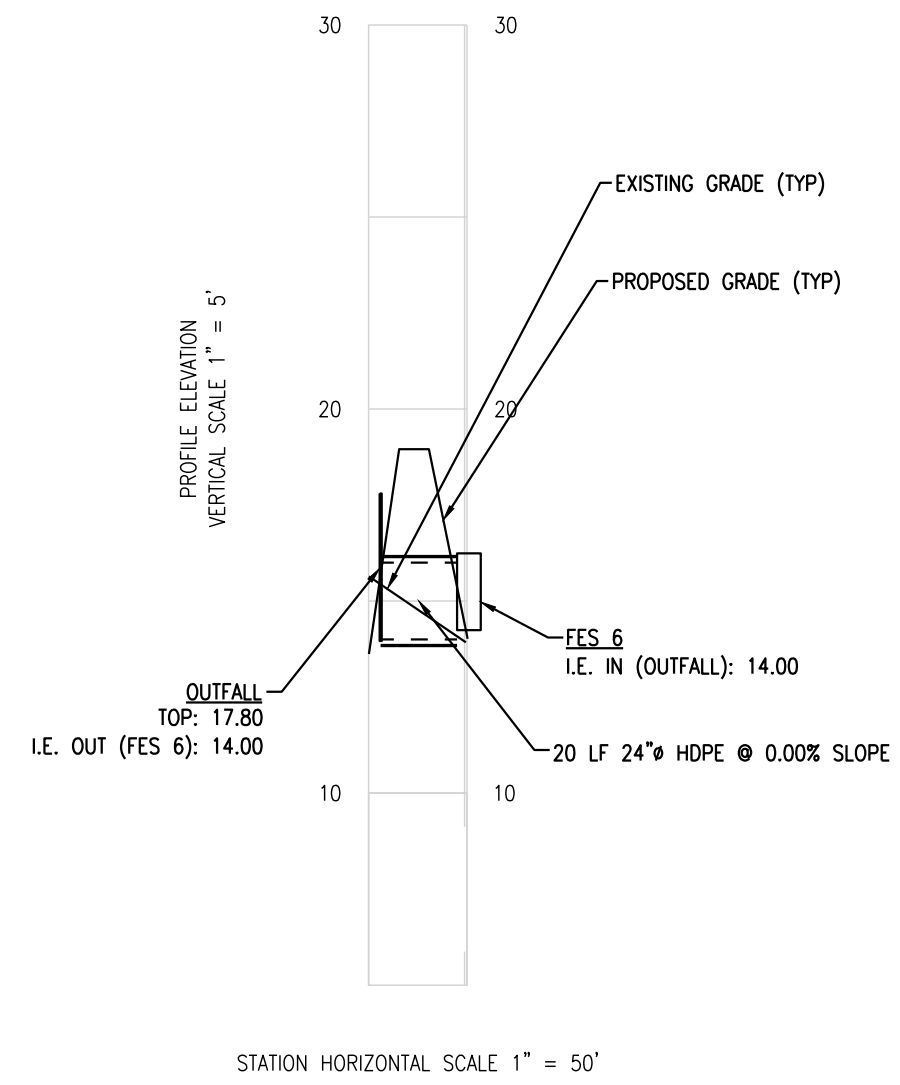 30
30
EXISTING GRADE (TYP)
PROPOSED GRADE (TYP)
PROFILE ELEVATION
VERTICAL SCALE 1" = 5'
20
20
FES 6
I.E. IN (OUTFALL): 14.00
OUTFALL
TOP: 17.80
I.E. OUT (FES 6): 14.00
20 LF 24"ø HDPE @ 0.00% SLOPE
10
10
STATION HORIZONTAL SCALE 1" = 50'